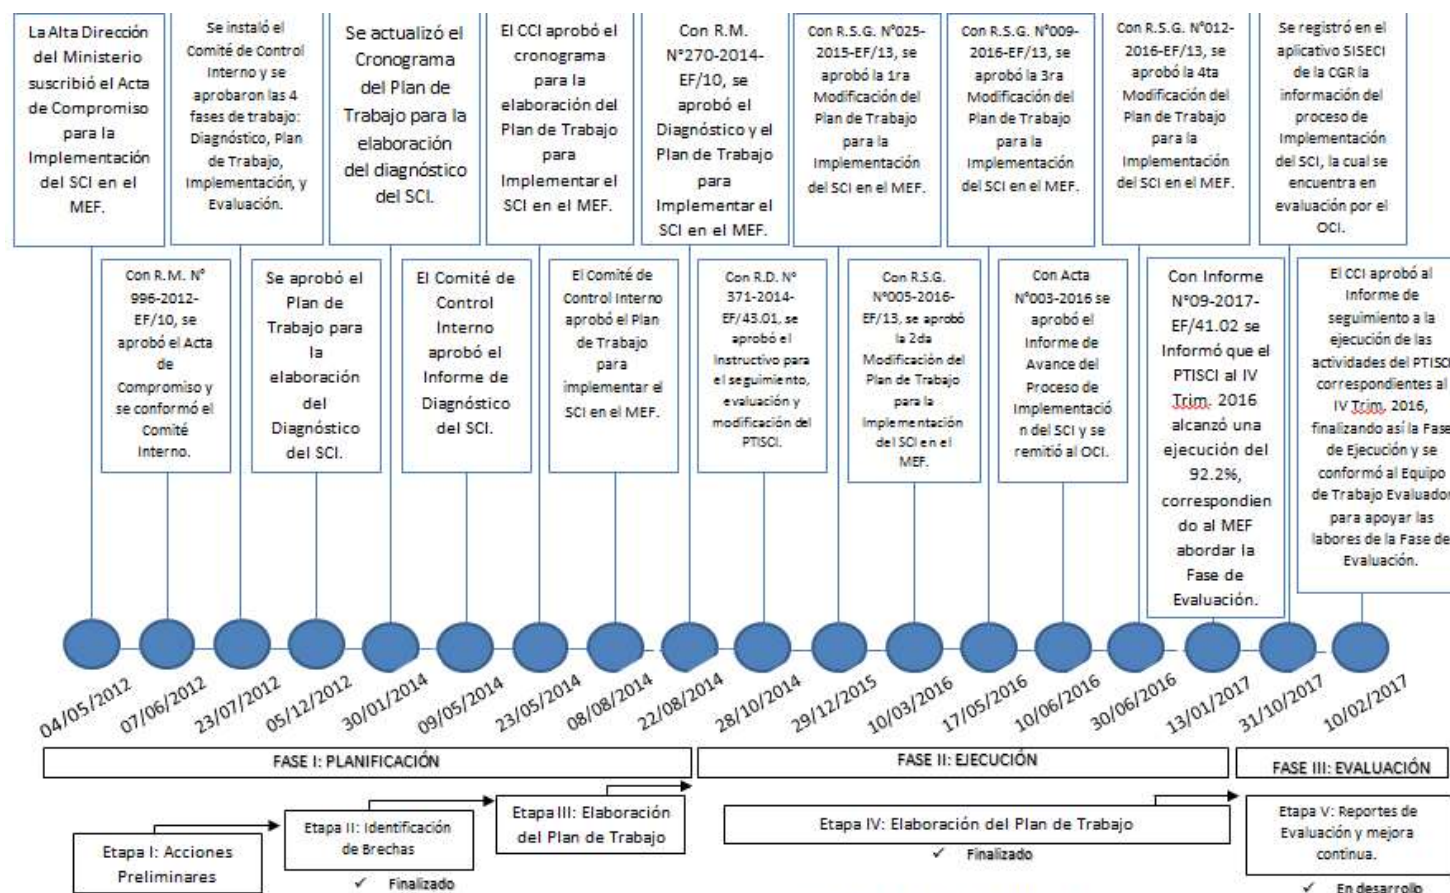 La Alta Dirección
del Ministerio
suscribió el Acta
de Compromiso
para la
Implementación
del SCI en el
MEF.
Se instaló el
Comité de Control
Interno y se
aprobaron las 4
fases de trabajo:
Diagnóstico, Plan
de Trabajo,
Implementación, y
Evaluación.
Se actualizó el
Cronograma
del Plan de
Trabajo para la
elaboración
del diagnóstico
del SCI.
El CCI aprobó el
cronograma
para la
elaboración del
Plan de Trabajo
para
Implementar el
SCI en el MEF.
Con R.M.
N°270-2014-
EF/10, se
aprobó el
Diagnóstico y el
Plan de Trabajo
para
Implementar el
SCI en el MEF.
Con R.S.G. N°025-
2015-EF/13, se
aprobó la 1ra
Modificación del
Plan de Trabajo
para la
Implementación
del SCI en el MEF.
Con R.S.G. N°009-
2016-EF/13, se
aprobó la 3ra
Modificación del
Plan de Trabajo
para la
Implementación
del SCI en el MEF.
Con R.S.G. N°012-
2016-EF/13, se
aprobó la 4ta
Modificación del
Plan de Trabajo
para la
Implementación
del SCI en el MEF.
Se registró en el
aplicativo SISECI
de la CGR la
información del
proceso de
Implementación
del SCI, la cual se
encuentra en
evaluación por el
OCI.
Con R.M. N°
996-2012-
EF/10, se
aprobó el Acta
de
Compromiso y
se conformó el
Comité
Interno.
Se aprobó el
Plan de
Trabajo para
la
elaboración
del
Diagnóstico
del SCI.
El Comité de
Control
Interno
aprobó el
Informe de
Diagnóstico
del SCI.
El Comité de
Control Interno
aprobó el Plan
de Trabajo
para
implementar el
SCI en el MEF.
Con R.D. N°
371-2014-
EF/43.01, se
aprobó el
Instructivo para
el seguimiento,
evaluación y
modificación del
PTISCI.
Con R.S.G.
N°005-2016-
EF/13, se aprobó
la 2da
Modificación del
Plan de Trabajo
para la
Implementación
del SCI en el
MEF.
Con Acta
N°003-2016 se
aprobó el
Informe de
Avance del
Proceso de
Implementació
n del SCI y se
remitió al OCI.
Con Informe
N°09-2017-
EF/41.02 se
Informó que el
PTISCI al IV
Trim. 2016
alcanzó una
ejecución del
92.2%,
correspondien
do al MEF
abordar la
Fase de
Evaluación.
El CCI aprobó al
Informe de
seguimiento a la
ejecución de las
actividades del PTISCI
correspondientes al
IV Trim. 2016,
finalizando así la Fase
de Ejecución y se
conformó al Equipo
de Trabajo Evaluador
para apoyar las
labores de la Fase de
Evaluación.
04/05/2012
07/06/2012
23/07/2012
05/12/2012
30/01/2014
09/05/2014
23/05/2014
08/08/2014
22/08/2014
28/10/2014
29/12/2015
10/03/2016
17/05/2016
10/06/2016
30/06/2016
13/01/2017
31/10/2017
10/02/2017
FASE I: PLANIFICACIÓN
FASE II: EJECUCIÓN
FASE III: EVALUACIÓN
Etapa I: Acciones
Preliminares
Etapa II: Identificación
de Brechas
✓ Finalizado
Etapa III: Elaboración
del Plan de Trabajo
Etapa IV: Elaboración del Plan de Trabajo
✓ Finalizado
Etapa V: Reportes de
Evaluación y mejora
continua.
✓ En desarrollo